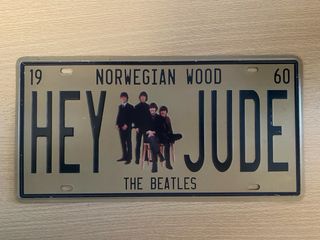 19 NORWEGIAN WOOD 60
HEY JUDE
THE BEATLES